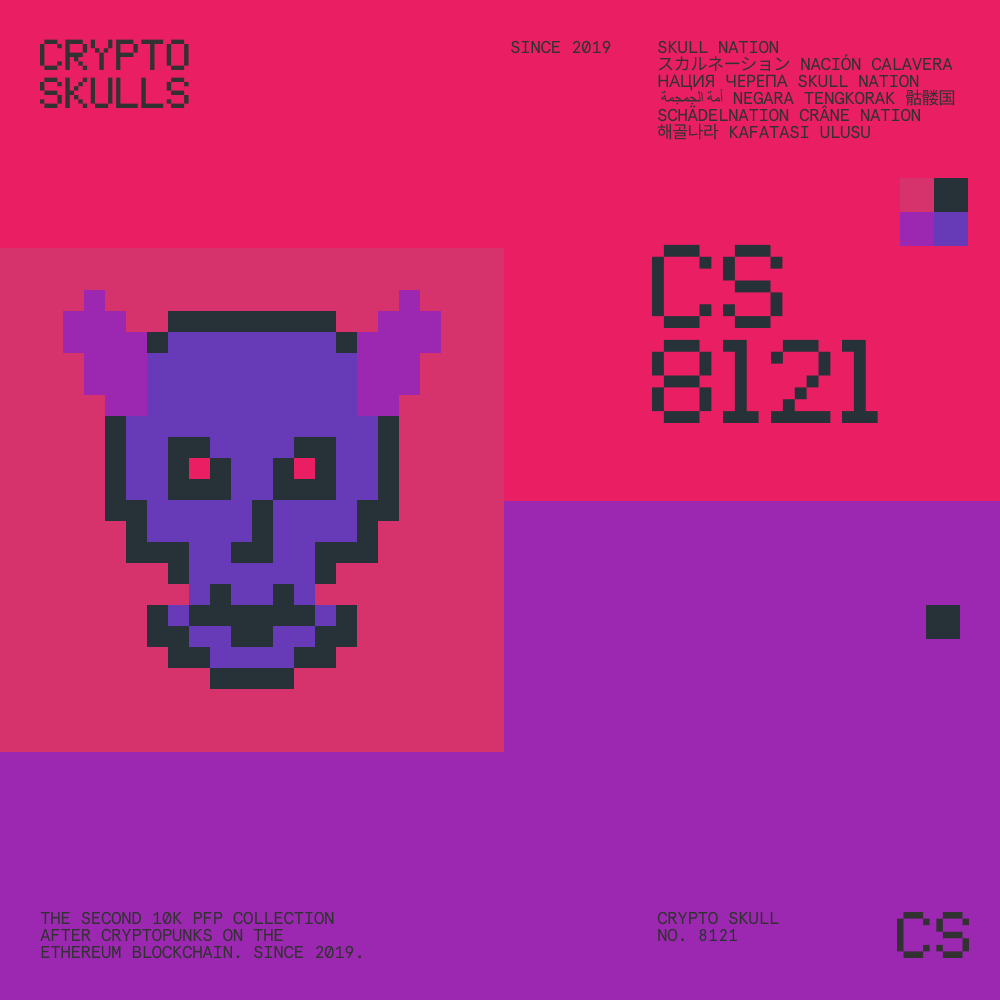 CRYPTO
SKULLS
SINCE 2019
SKULL NATION
スカルネーション NACIÓN CALAVERA
НАЦИЯ ЧЕРЕПА SKULL NATION
أمة الجمجمة NEGARA TENGKORAK 骷髅国
SCHÄDELNATION CRÂNE NATION
해골나라 KAFATASI ULUSU
CS
8121
THE SECOND 10K PFP COLLECTION
AFTER CRYPTOPUNKS ON THE
ETHEREUM BLOCKCHAIN. SINCE 2019.
CRYPTO SKULL
NO. 8121
CS